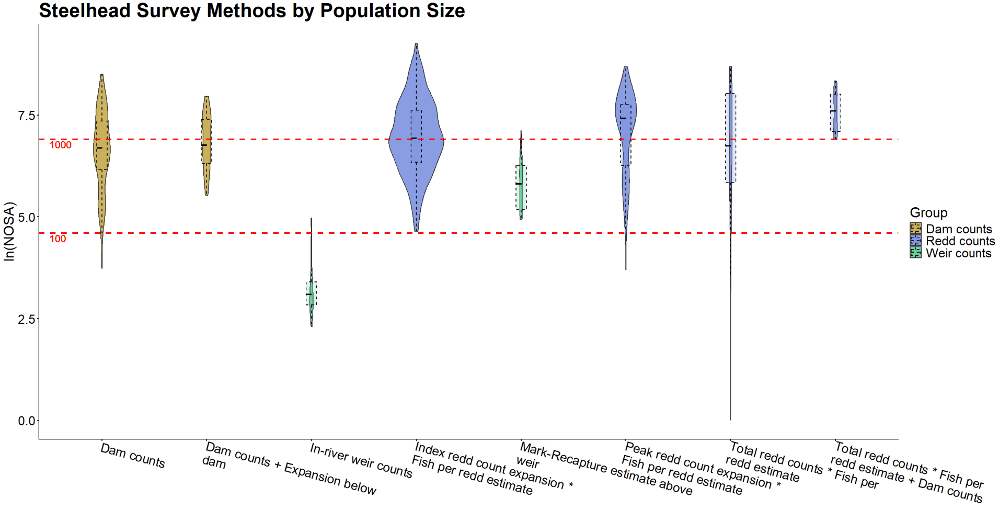 Steelhead Survey Methods by Population Size
ln(NOSA)
7.5
5.0
2.5
0.0
1000
100
Dam counts
Dam counts + Expansion below
dam
In-river weir counts
Index redd count expansion *
Fish per redd estimate
Mark-Recapture estimate above
weir
Peak redd count expansion *
Fish per redd estimate
Total redd counts * Fish per
redd estimate
Total redd counts * Fish per
redd estimate + Dam counts
Group
Dam counts
Redd counts
Weir counts